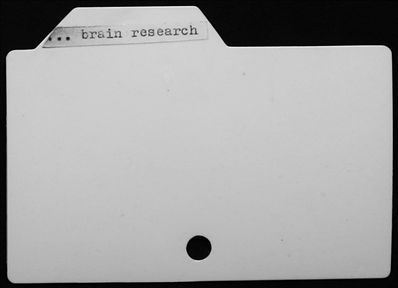 ... brain research